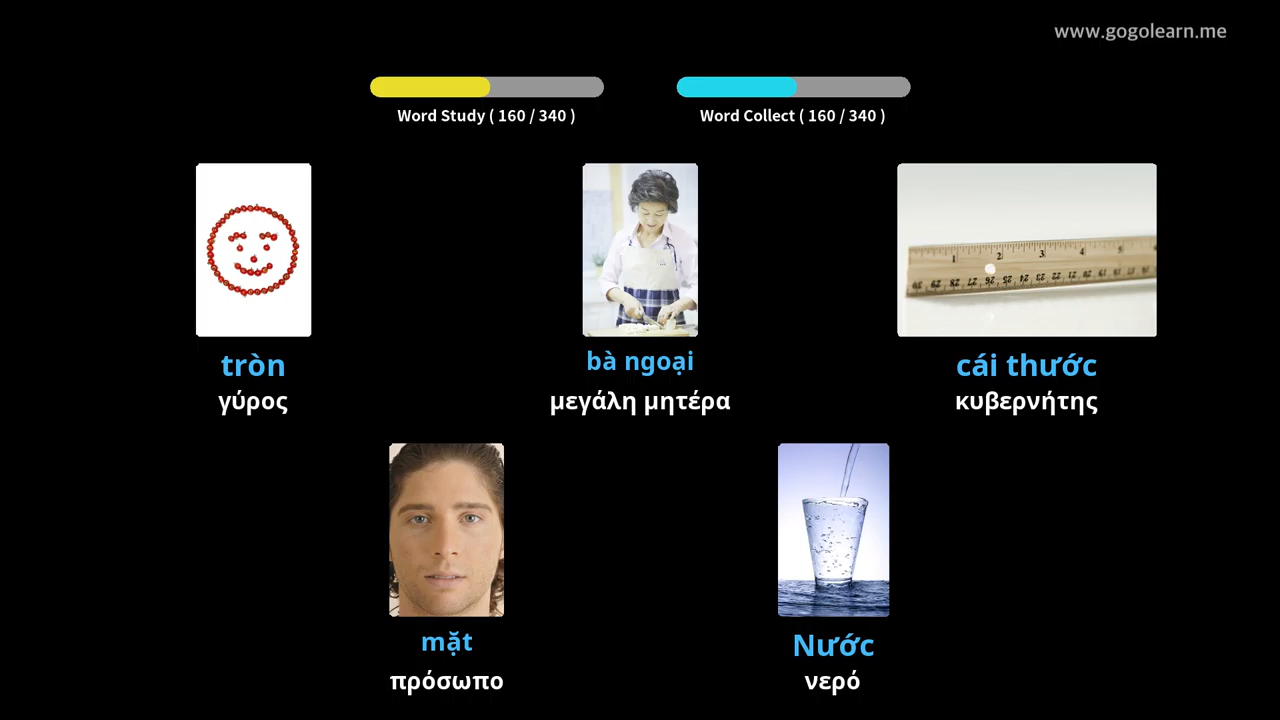 www.gogolearn.me
Word Study ( 160 / 340 )
Word Collect ( 160 / 340 )
tròn
γύρος
bà ngoại
μεγάλη μητέρα
cái thước
κυβερνήτης
mặt
πρόσωπο
Nước
νερό